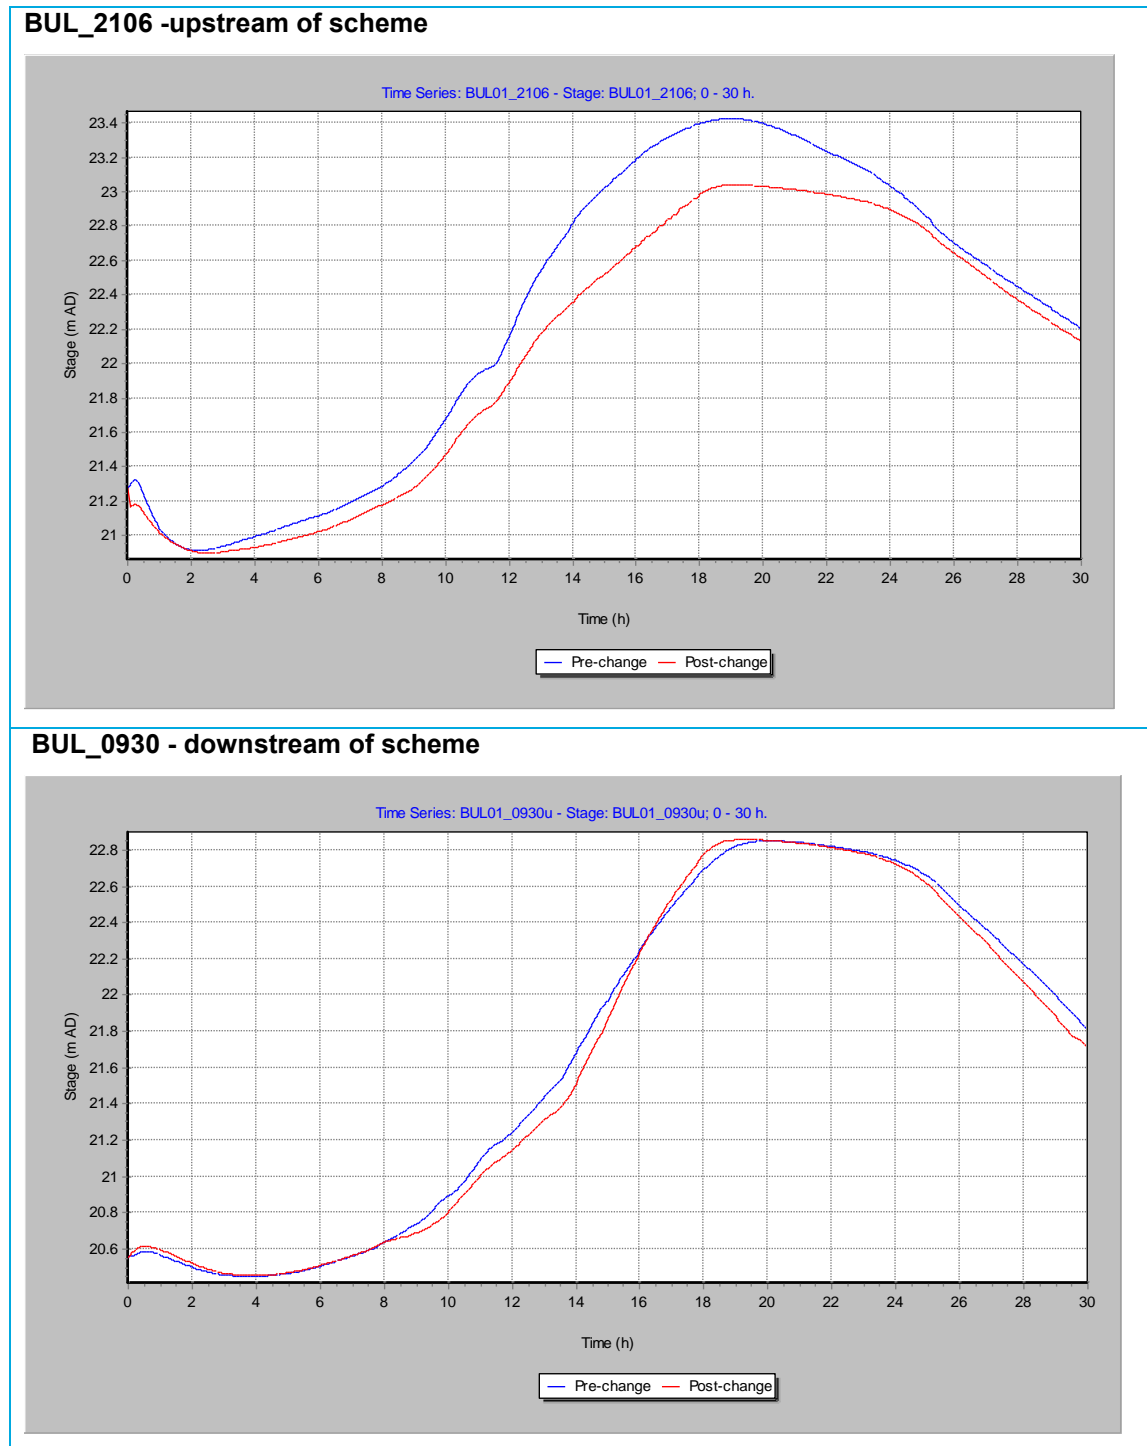 BUL_2106 -upstream of scheme
Time Series: BUL01_2106 - Stage: BUL01_2106; 0 - 30 h.
23.4
23.2
23
22.8
22.6
22.4
22.2
22
21.8
21.6
21.4
21.2
21
Stage (m AD)
0 2 4 6 8 10 12 14 16 18 20 22 24 26 28 30
Time (h)
Pre-change Post-change
BUL_0930 - downstream of scheme
Time Series: BUL01_0930u - Stage: BUL01_0930u; 0 - 30 h.
22.8
22.6
22.4
22.2
22
21.8
21.6
21.4
21.2
21
20.8
20.6
Stage (m AD)
0 2 4 6 8 10 12 14 16 18 20 22 24 26 28 30
Time (h)
Pre-change Post-change